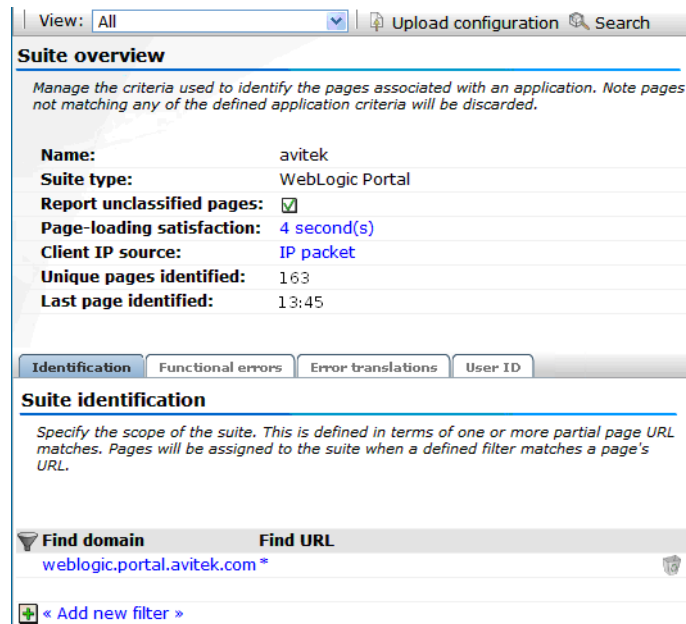 View: All Upload configuration Search
Suite overview
Manage the criteria used to identify the pages associated with an application. Note pages
not matching any of the defined application criteria will be discarded.
Name: avitek
Suite type: WebLogic Portal
Report unclassified pages:
Page-loading satisfaction: 4 second(s)
Client IP source: IP packet
Unique pages identified: 163
Last page identified: 13:45
Identification Functional errors Error translations User ID
Suite identification
Specify the scope of the suite. This is defined in terms of one or more partial page URL
matches. Pages will be assigned to the suite when a defined filter matches a page's
URL.
Find domain Find URL
weblogic.portal.avitek.com *
« Add new filter »